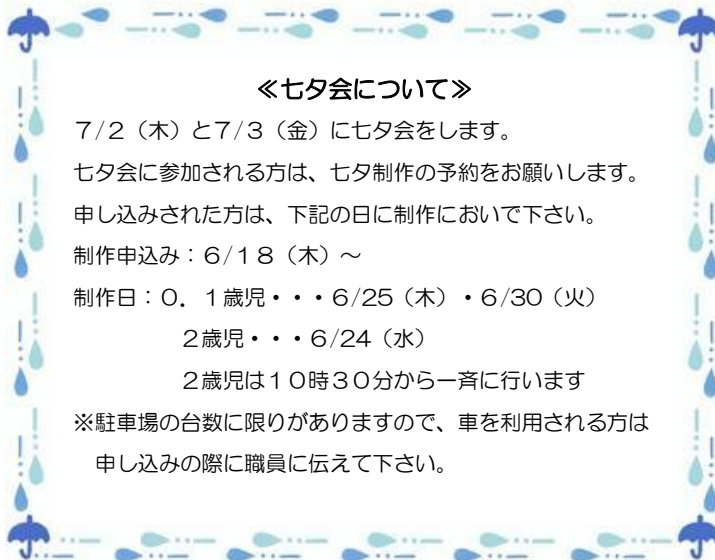 ≪七夕会について≫
７/２（木）と７/３（金）に七夕会をします。
七夕会に参加される方は、七夕制作の予約をお願いします。
申し込みされた方は、下記の日に制作においで下さい。
制作申込み：６/１８（木）～
制作日：０．１歳児・・・６/25（木）・６/30（火）
２歳児・・・６/24（水）
２歳児は１０時３０分から一斉に行います
※駐車場の台数に限りがありますので、車を利用される方は
申し込みの際に職員に伝えて下さい。